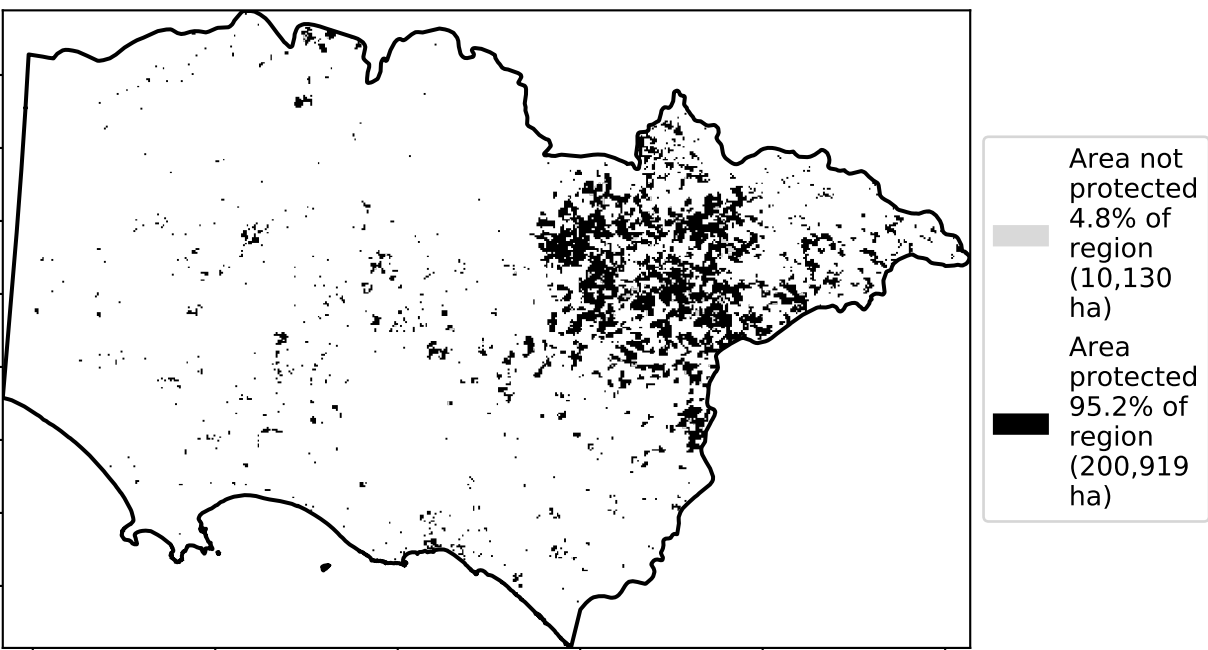 Area not
protected
4.8% of
region
(10,130
ha)
Area
protected
95.2% of
region
(200,919
ha)